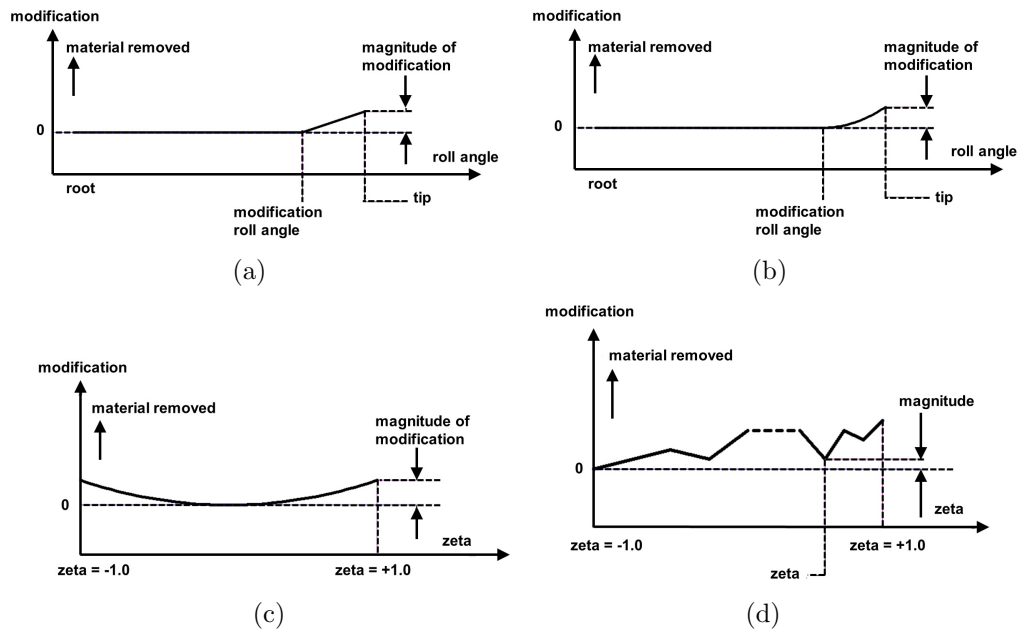 modification
material removed
magnitude of
modification
0
roll angle
root
tip
modification
roll angle
(a)
modification
material removed
magnitude of
modification
0
roll angle
root
tip
modification
roll angle
(b)
modification
material removed
magnitude of
modification
0
zeta
zeta = -1.0
zeta = +1.0
(c)
modification
material removed
magnitude
0
zeta
zeta = -1.0
zeta = +1.0
zeta
(d)